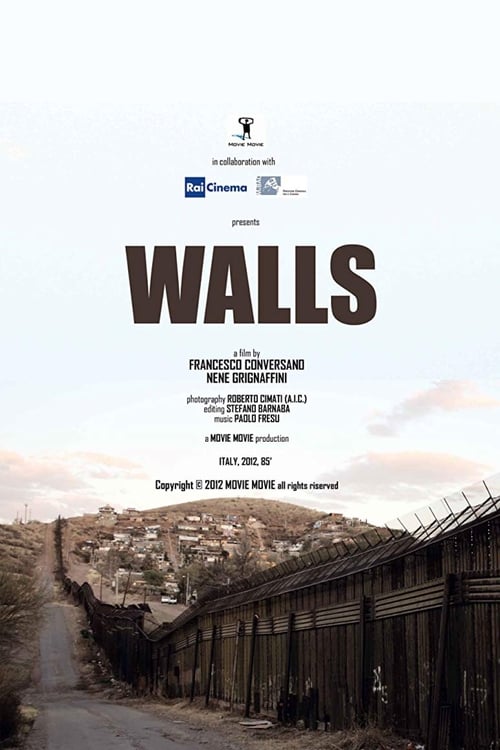 MOVIE MOVIE
in collaboration with
Rai Cinema
presents
WALLS
a film by
FRANCESCO CONVERSANO
NENE GRIGNAFFINI
photography ROBERTO CIMATI (A.I.C.)
editing STEFANO BARNABA
music PAOLO FRESU
a MOVIE MOVIE production
ITALY, 2012, 85'
Copyright © 2012 MOVIE MOVIE all rights reserved